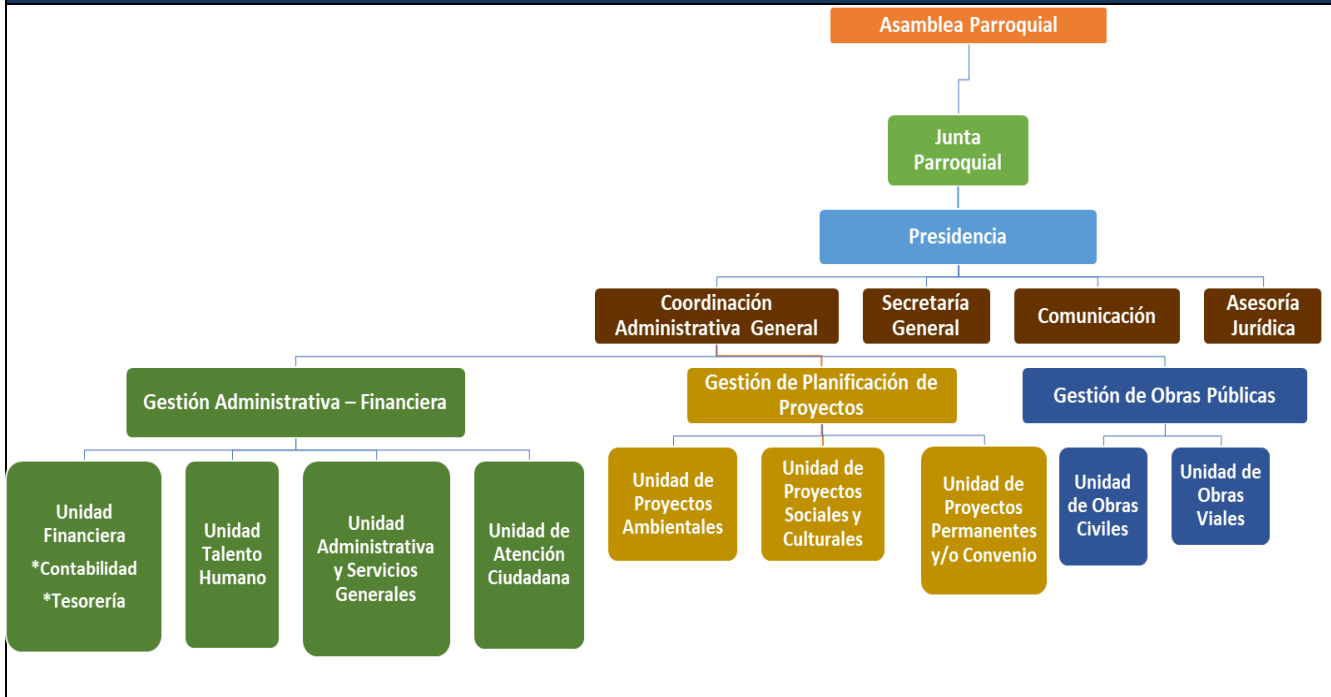 Asamblea Parroquial
Junta
Parroquial
Presidencia
Coordinación
Administrativa General
Secretaría
General
Comunicación
Asesoría
Jurídica
Gestión Administrativa – Financiera
Gestión de Planificación de
Proyectos
Gestión de Obras Públicas
Unidad
Financiera
*Contabilidad
*Tesorería
Unidad
Talento
Humano
Unidad
Administrativa
y Servicios
Generales
Unidad de
Atención
Ciudadana
Unidad de
Proyectos
Ambientales
Unidad de
Proyectos
Sociales y
Culturales
Unidad de
Proyectos
Permanentes
y/o Convenio
Unidad
de Obras
Civiles
Unidad de
Obras
Viales